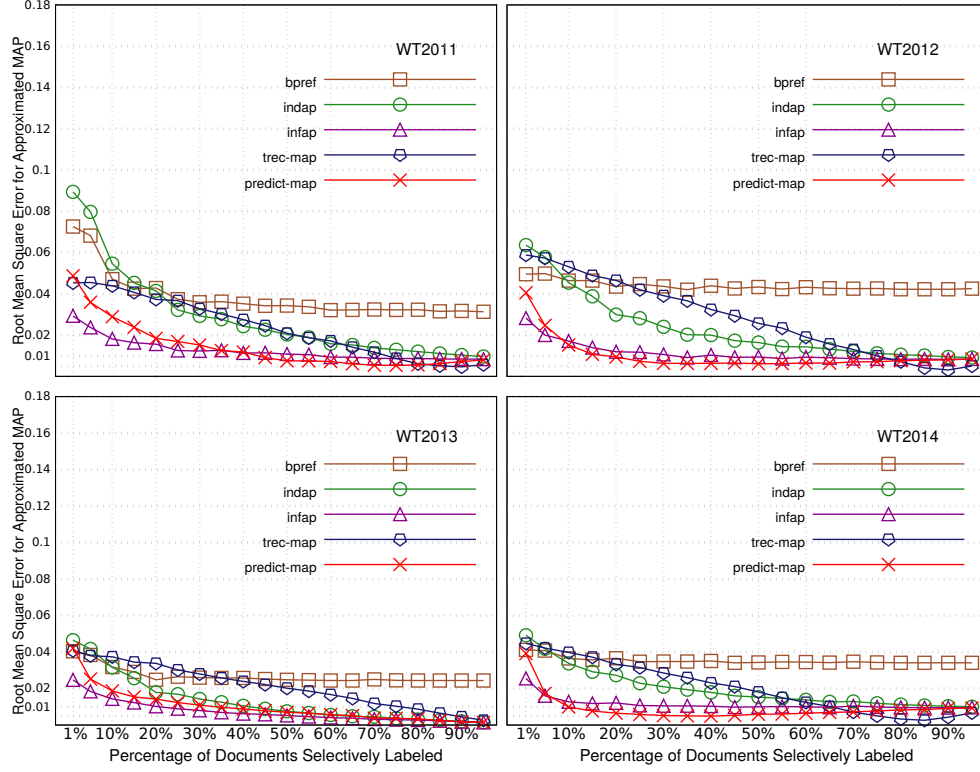 0.18
0.16
0.14
0.12
0.1
0.08
0.06
0.04
0.02
0.01
Root Mean Square Error for Approximated MAP
WT2011
bpref
indap
infap
trec-map
predict-map
WT2012
bpref
indap
infap
trec-map
predict-map
0.18
0.16
0.14
0.12
0.1
0.08
0.06
0.04
0.02
0.01
Root Mean Square Error for Approximated MAP
WT2013
bpref
indap
infap
trec-map
predict-map
1% 10% 20% 30% 40% 50% 60% 70% 80% 90%
Percentage of Documents Selectively Labeled
WT2014
bpref
indap
infap
trec-map
predict-map
1% 10% 20% 30% 40% 50% 60% 70% 80% 90%
Percentage of Documents Selectively Labeled